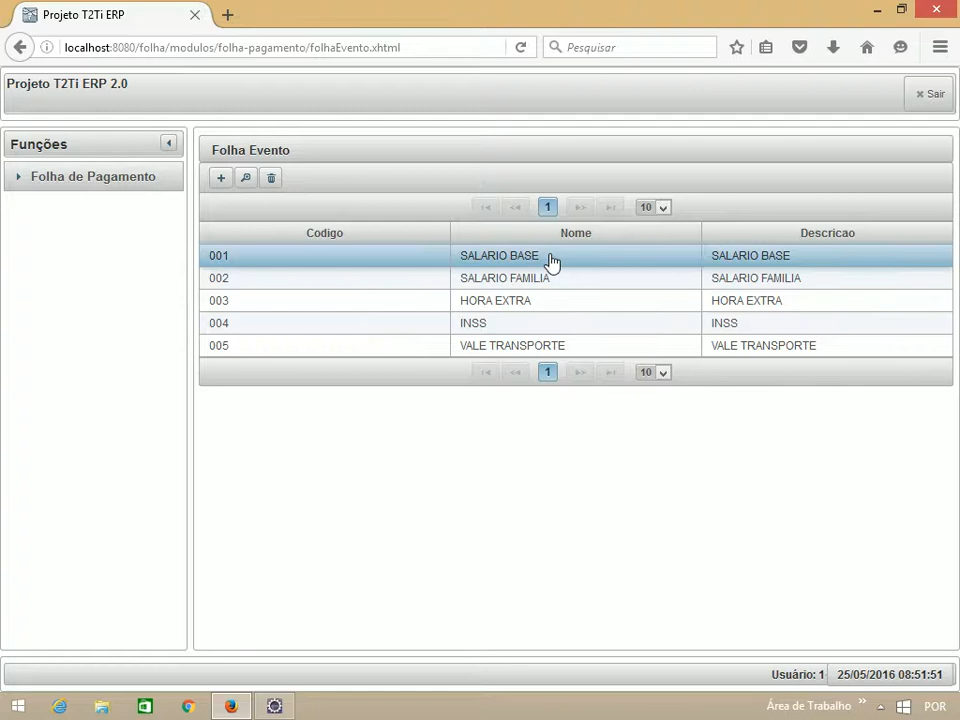 Projeto T2Ti ERP
localhost:8080/folha/modulos/folha-pagamento/folhaEvento.xhtml
Pesquisar
Projeto T2Ti ERP 2.0
Sair
Funções
Folha de Pagamento
Folha Evento
1 10
Codigo Nome Descricao
001 SALARIO BASE SALARIO BASE
002 SALARIO FAMILIA SALARIO FAMILIA
003 HORA EXTRA HORA EXTRA
004 INSS INSS
005 VALE TRANSPORTE VALE TRANSPORTE
1 10
Usuário: 1 25/05/2016 08:51:51
Área de Trabalho POR